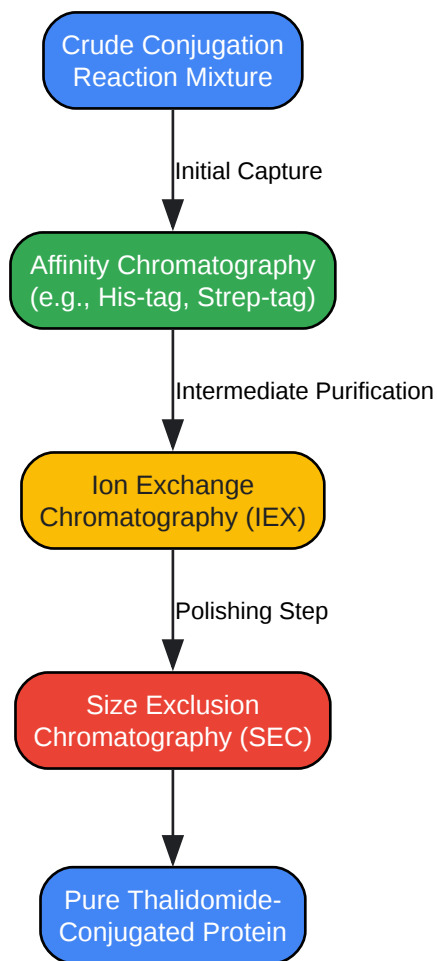 Crude Conjugation
Reaction Mixture
Initial Capture
Affinity Chromatography
(e.g., His-tag, Strep-tag)
Intermediate Purification
Ion Exchange
Chromatography (IEX)
Polishing Step
Size Exclusion
Chromatography (SEC)
Pure Thalidomide-
Conjugated Protein